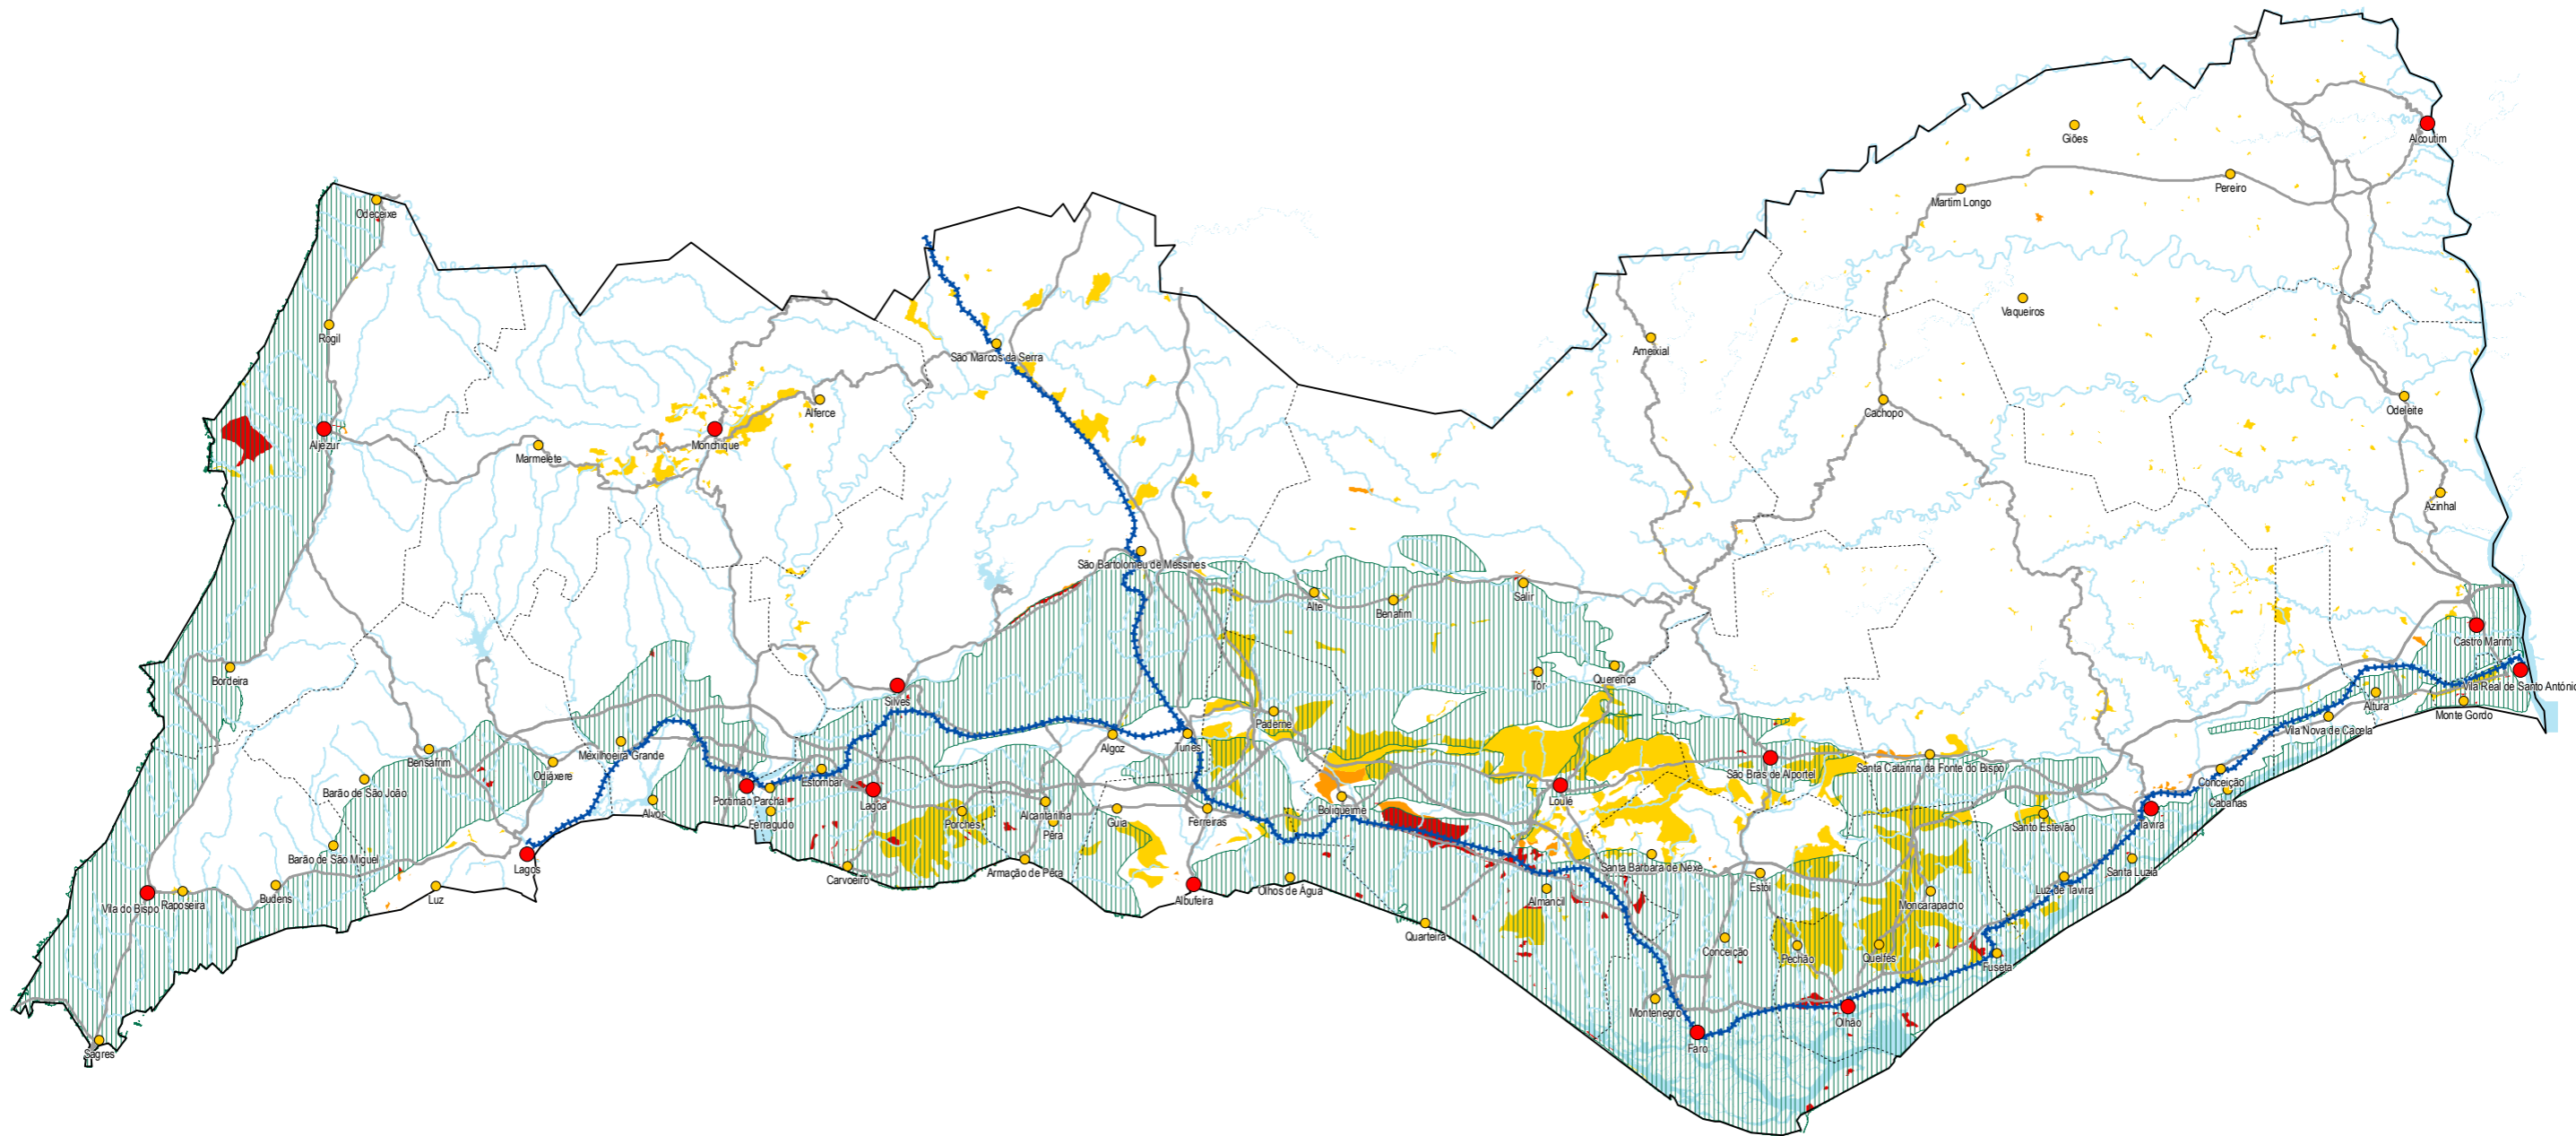 Giões
Alcoutim
Pereiro
Martim Longo
Odeceixe
Vaqueiros
Rogil
Ameixial
São Marcos da Serra
Alferce
Cachopo
Odeleite
Aljezur
Monchique
Marmelete
Azinhal
São Bartolomeu de Messines
Salir
Alte
Benafim
Castro Marim
Bordeira
Querença
Tôr
Silves
Vila Real de Santo António
Altura
Monte Gordo
Paderne
Vila Nova de Cacela
Algoz
Tunes
Mexilhoeira Grande
Bensafrim
Odiáxere
São Brás de Alportel
Santa Catarina da Fonte do Bispo
Conceição
Barão de São João
Estombar
Portimão
Parchal
Lagoa
Loulé
Cabanas
Boliqueime
Alvor
Ferragudo
Porches
Alcantarilha
Pêra
Guia
Ferreiras
Tavira
Santo Estevão
Barão de São Miguel
Lagos
Carvoeiro
Armação de Pêra
Santa Bárbara de Nexe
Estoi
Santa Luzia
Luz de Tavira
Vila do Bispo
Raposeira
Budens
Luz
Albufeira
Olhos de Água
Almancil
Moncarapacho
Quarteira
Conceição
Pechão
Quelfes
Fuseta
Montenegro
Olhão
Faro
Sagres